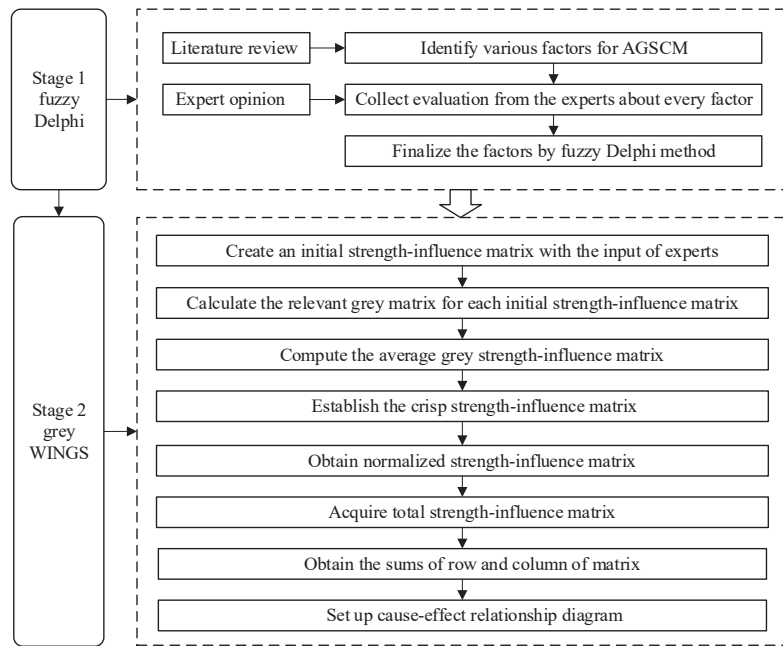 Stage 1
fuzzy
Delphi
Literature review
Identify various factors for AGSCM
Expert opinion
Collect evaluation from the experts about every factor
Finalize the factors by fuzzy Delphi method
Stage 2
grey
WINGS
Create an initial strength-influence matrix with the input of experts
Calculate the relevant grey matrix for each initial strength-influence matrix
Compute the average grey strength-influence matrix
Establish the crisp strength-influence matrix
Obtain normalized strength-influence matrix
Acquire total strength-influence matrix
Obtain the sums of row and column of matrix
Set up cause-effect relationship diagram